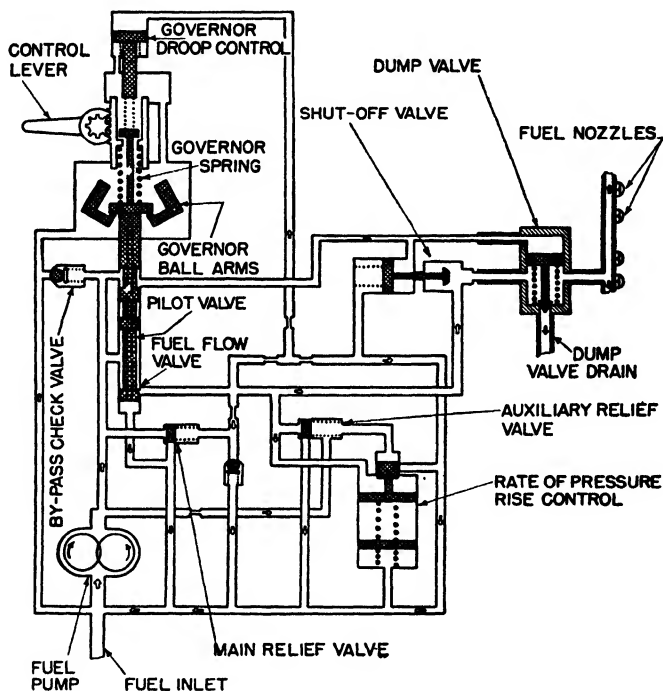 GOVERNOR
DROOP CONTROL
CONTROL
LEVER
DUMP VALVE
SHUT-OFF VALVE
FUEL NOZZLES
GOVERNOR
SPRING
GOVERNOR
BALL ARMS
PILOT VALVE
FUEL FLOW
VALVE
DUMP
VALVE DRAIN
BY-PASS CHECK VALVE
AUXILIARY RELIEF
VALVE
RATE OF PRESSURE
RISE CONTROL
MAIN RELIEF VALVE
FUEL
PUMP
FUEL INLET